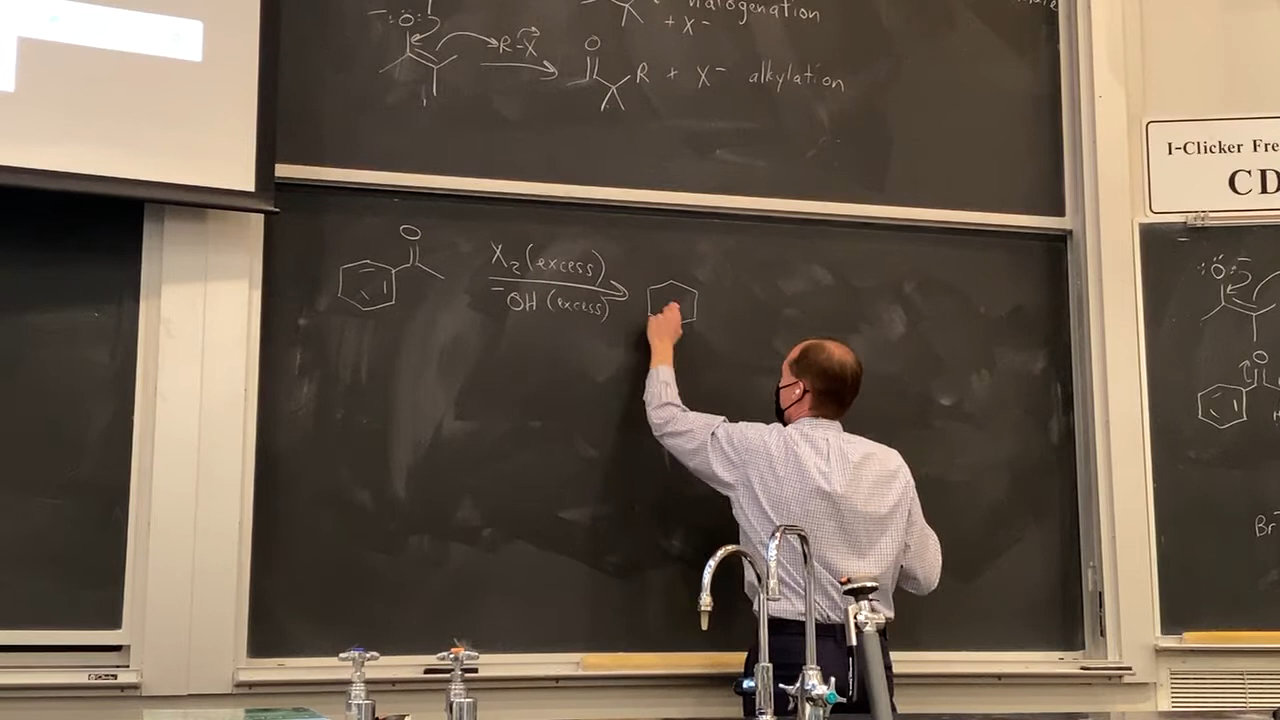 halogenation
+ X⁻
:Ö:
R-X
O
R + X⁻ alkylation
O
X₂ (excess)
⁻OH (excess)
I-Clicker Fre
CD
:Ö:
O
Br